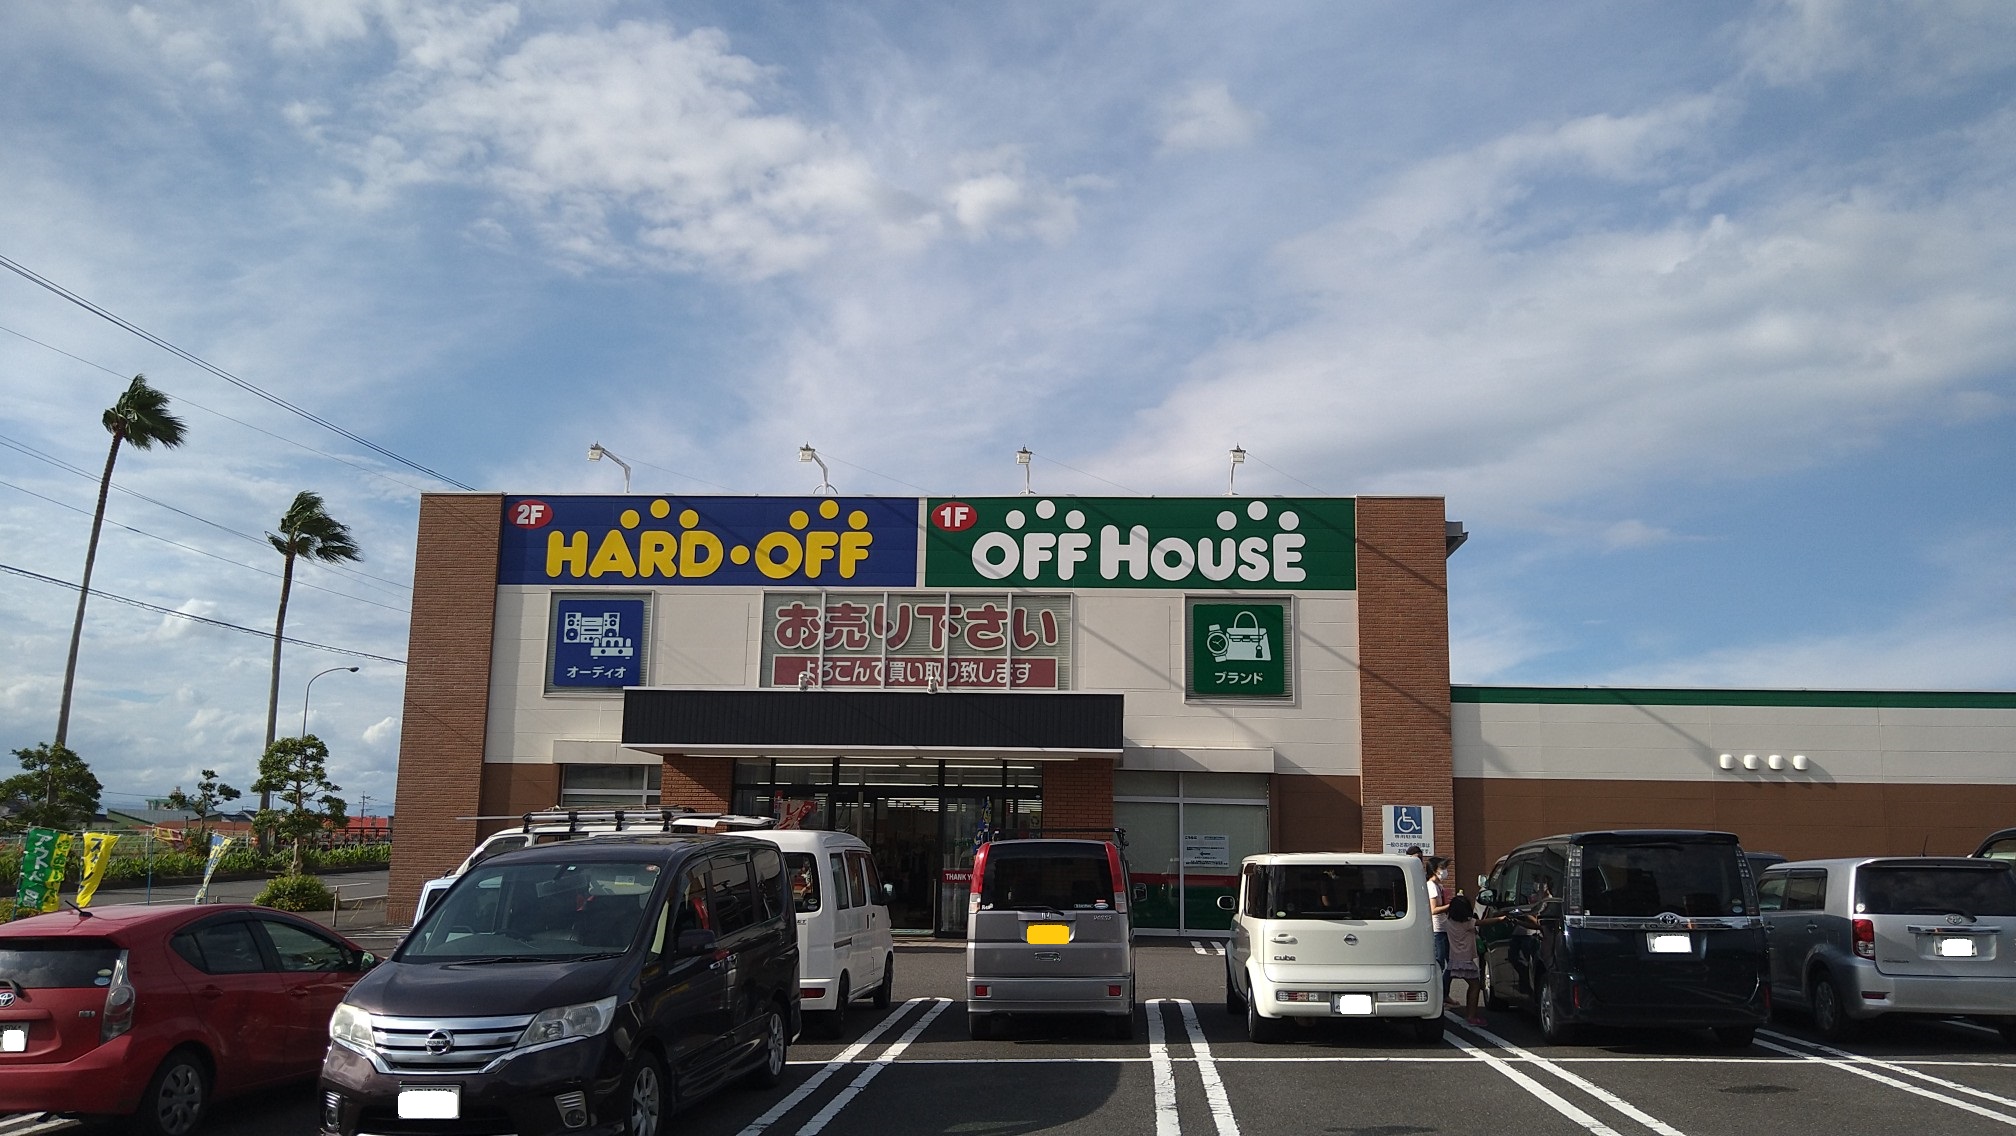 2F
HARD・OFF
1F
OFF HOUSE
オーディオ
お売り下さい
よろこんで買い取り致します
ブランド
THANK
cube